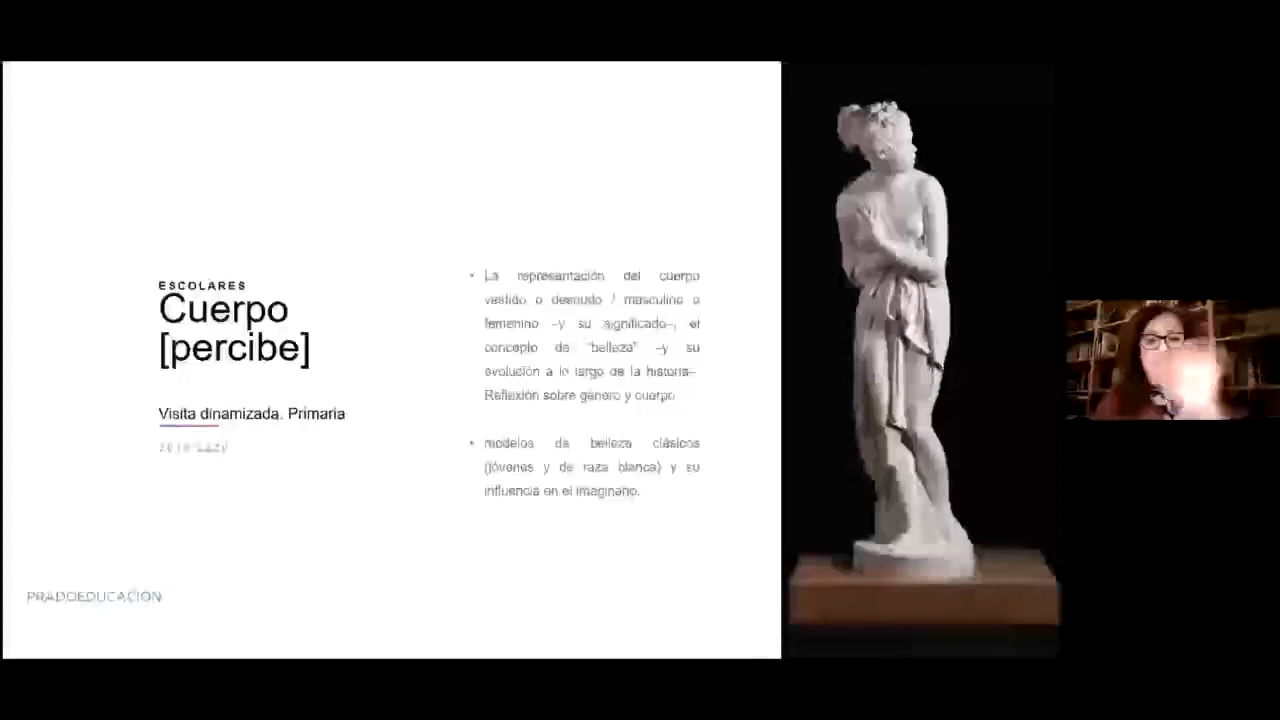 ESCOLARES
Cuerpo
[percibe]
Visita dinamizada. Primaria
• La representación del cuerpo
vestido o desnudo / masculino o
femenino –y su significado–, el
concepto de "belleza" –y su
evolución a lo largo de la historia–
Reflexión sobre género y cuerpo
• modelos de belleza clásicos
(jóvenes y de raza blanca) y su
influencia en el imaginario.
PRADOEDUCACIÓN